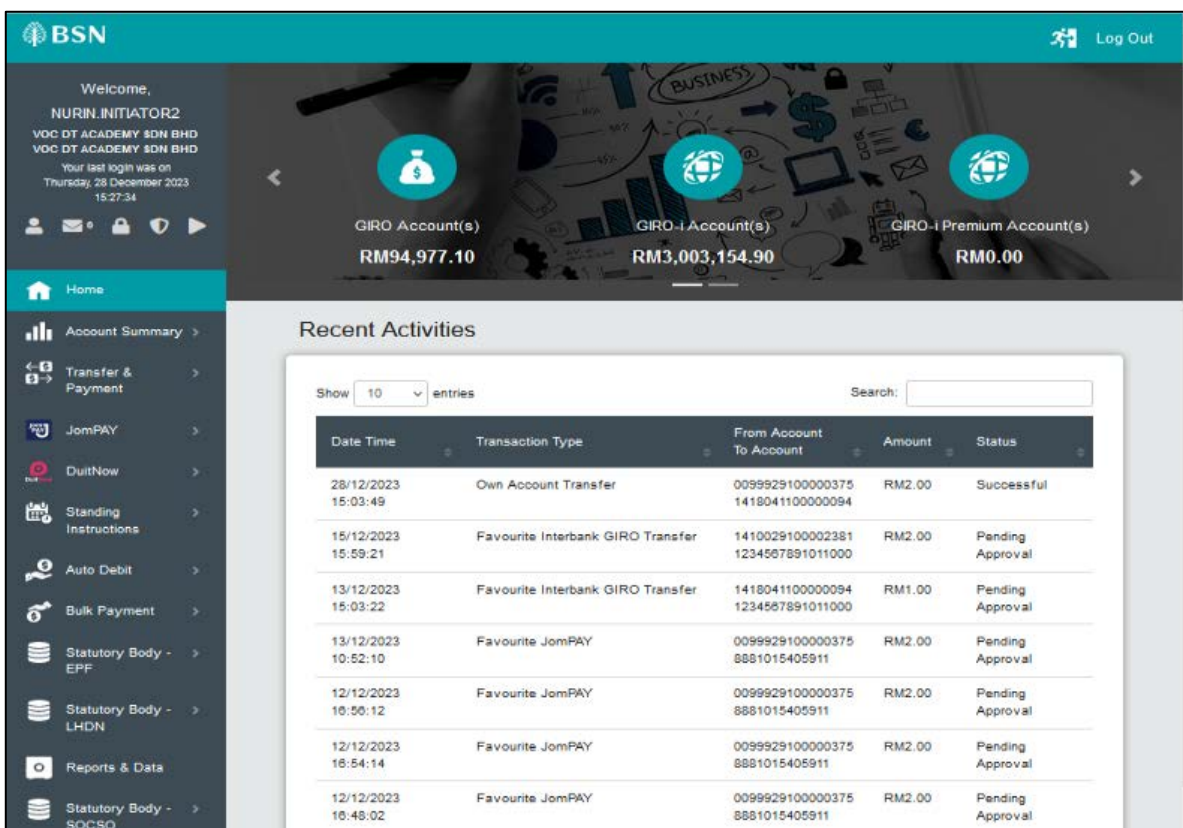 BSN
Log Out
Welcome,
NURIN.INITIATOR2
VOC DT ACADEMY SDN BHD
VOC DT ACADEMY SDN BHD
Your last login was on
Thursday, 28 December 2023
15:27:34
0
BUSINESS
GIRO Account(s)
GIRO-i Account(s)
GIRO-i Premium Account(s)
RM94,977.10
RM3,003,154.90
RM0.00
Home
Account Summary
Transfer &
Payment
JomPAY
DuitNow
Standing
Instructions
Auto Debit
Bulk Payment
Statutory Body -
EPF
Statutory Body -
LHDN
Reports & Data
Statutory Body -
SOCSO
Recent Activities
Show 10 entries
Search:
Date Time
Transaction Type
From Account
To Account
Amount
Status
28/12/2023
15:03:49
Own Account Transfer
0099929100000375
1418041100000094
RM2.00
Successful
15/12/2023
15:59:21
Favourite Interbank GIRO Transfer
1410029100002381
1234567891011000
RM2.00
Pending
Approval
13/12/2023
15:03:22
Favourite Interbank GIRO Transfer
1418041100000094
1234567891011000
RM1.00
Pending
Approval
13/12/2023
10:52:10
Favourite JomPAY
0099929100000375
8881015405911
RM2.00
Pending
Approval
12/12/2023
16:56:12
Favourite JomPAY
0099929100000375
8881015405911
RM2.00
Pending
Approval
12/12/2023
16:54:14
Favourite JomPAY
0099929100000375
8881015405911
RM2.00
Pending
Approval
12/12/2023
16:48:02
Favourite JomPAY
0099929100000375
8881015405911
RM2.00
Pending
Approval